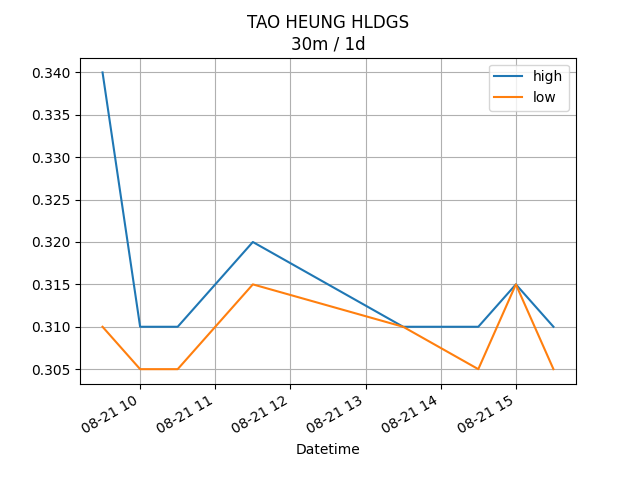 TAO HEUNG HLDGS
30m / 1d
high
low
0.340
0.335
0.330
0.325
0.320
0.315
0.310
0.305
08-21 10
08-21 11
08-21 12
08-21 13
08-21 14
08-21 15
Datetime